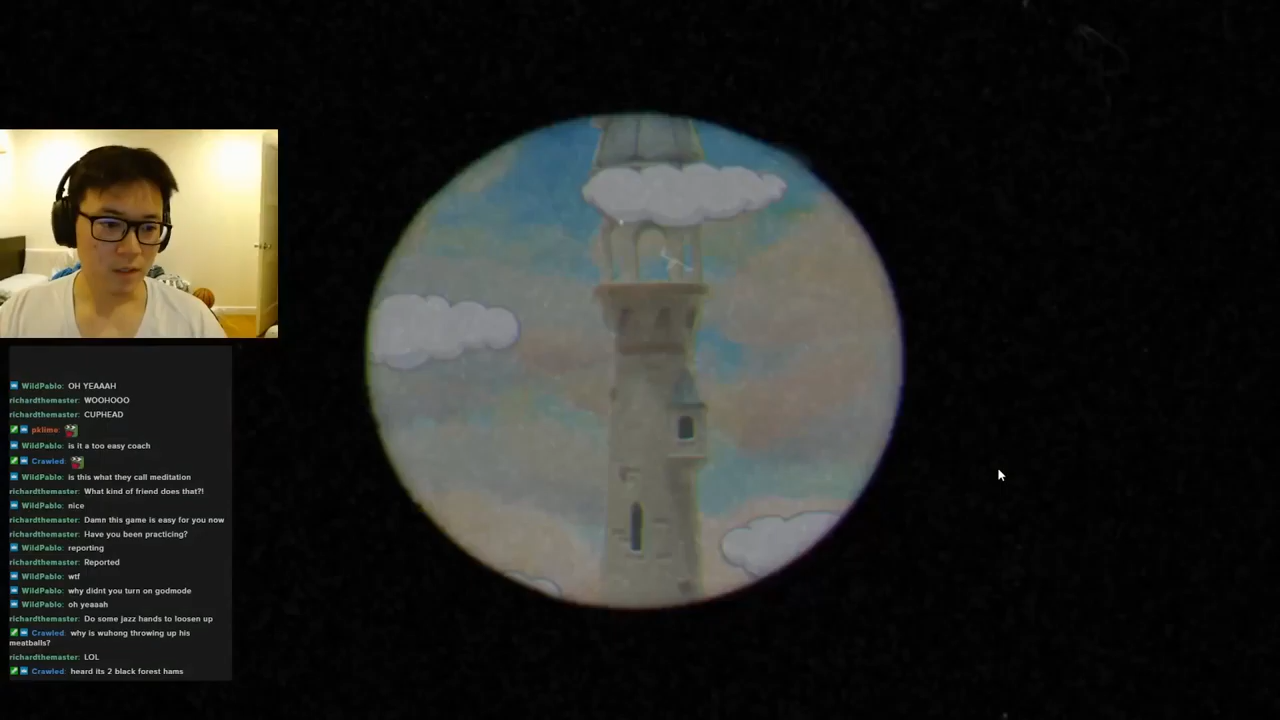 WildPablo: OH YEAAAH
richardthemaster: WOOHOOO
richardthemaster: CUPHEAD
pklime:
WildPablo: is it a too easy coach
Crawled:
WildPablo: is this what they call meditation
richardthemaster: What kind of friend does that?!
WildPablo: nice
richardthemaster: Damn this game is easy for you now
richardthemaster: Have you been practicing?
WildPablo: reporting
richardthemaster: Reported
WildPablo: wtf
WildPablo: why didnt you turn on godmode
WildPablo: oh yeaaah
richardthemaster: Do some jazz hands to loosen up
Crawled: why is wuhong throwing up his
meatballs?
richardthemaster: LOL
Crawled: heard its 2 black forest hams